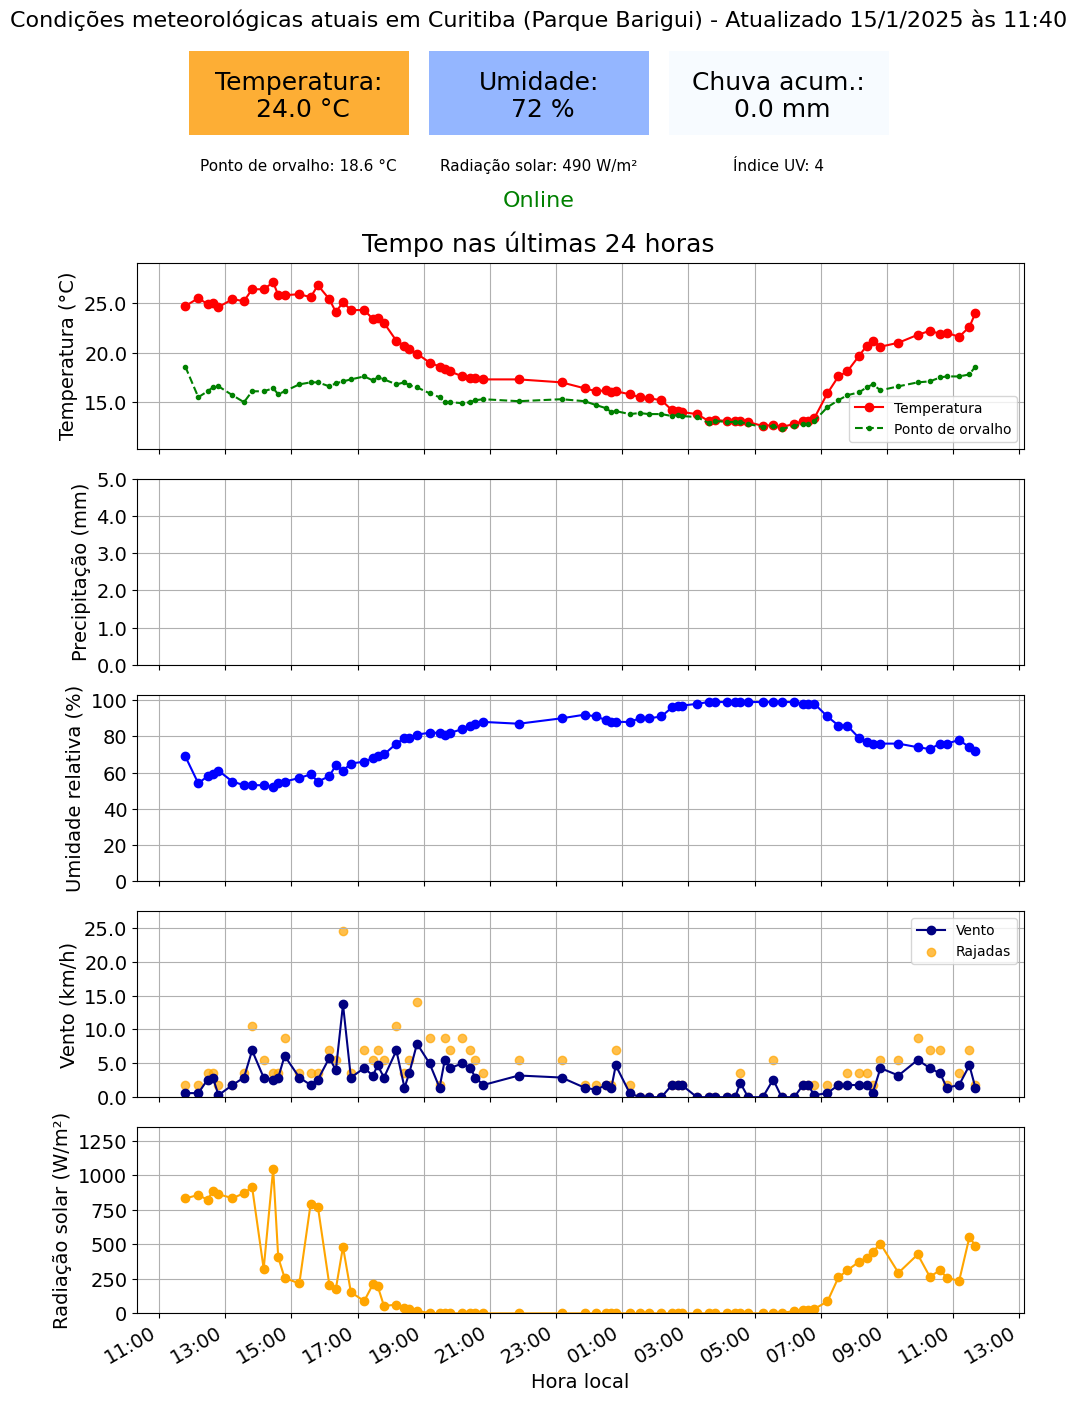 Condições meteorológicas atuais em Curitiba (Parque Barigui) - Atualizado 15/1/2025 às 11:40
Temperatura:
24.0 °C
Umidade:
72 %
Chuva acum.:
0.0 mm
Ponto de orvalho: 18.6 °C
Radiação solar: 490 W/m²
Índice UV: 4
Online
Tempo nas últimas 24 horas
Temperatura (°C)
25.0
20.0
15.0
Temperatura
Ponto de orvalho
Precipitação (mm)
5.0
4.0
3.0
2.0
1.0
0.0
Umidade relativa (%)
100
80
60
40
20
0
Vento (km/h)
25.0
20.0
15.0
10.0
5.0
0.0
Vento
Rajadas
Radiação solar (W/m²)
1250
1000
750
500
250
0
11:00
13:00
15:00
17:00
19:00
21:00
23:00
01:00
03:00
05:00
07:00
09:00
11:00
13:00
Hora local